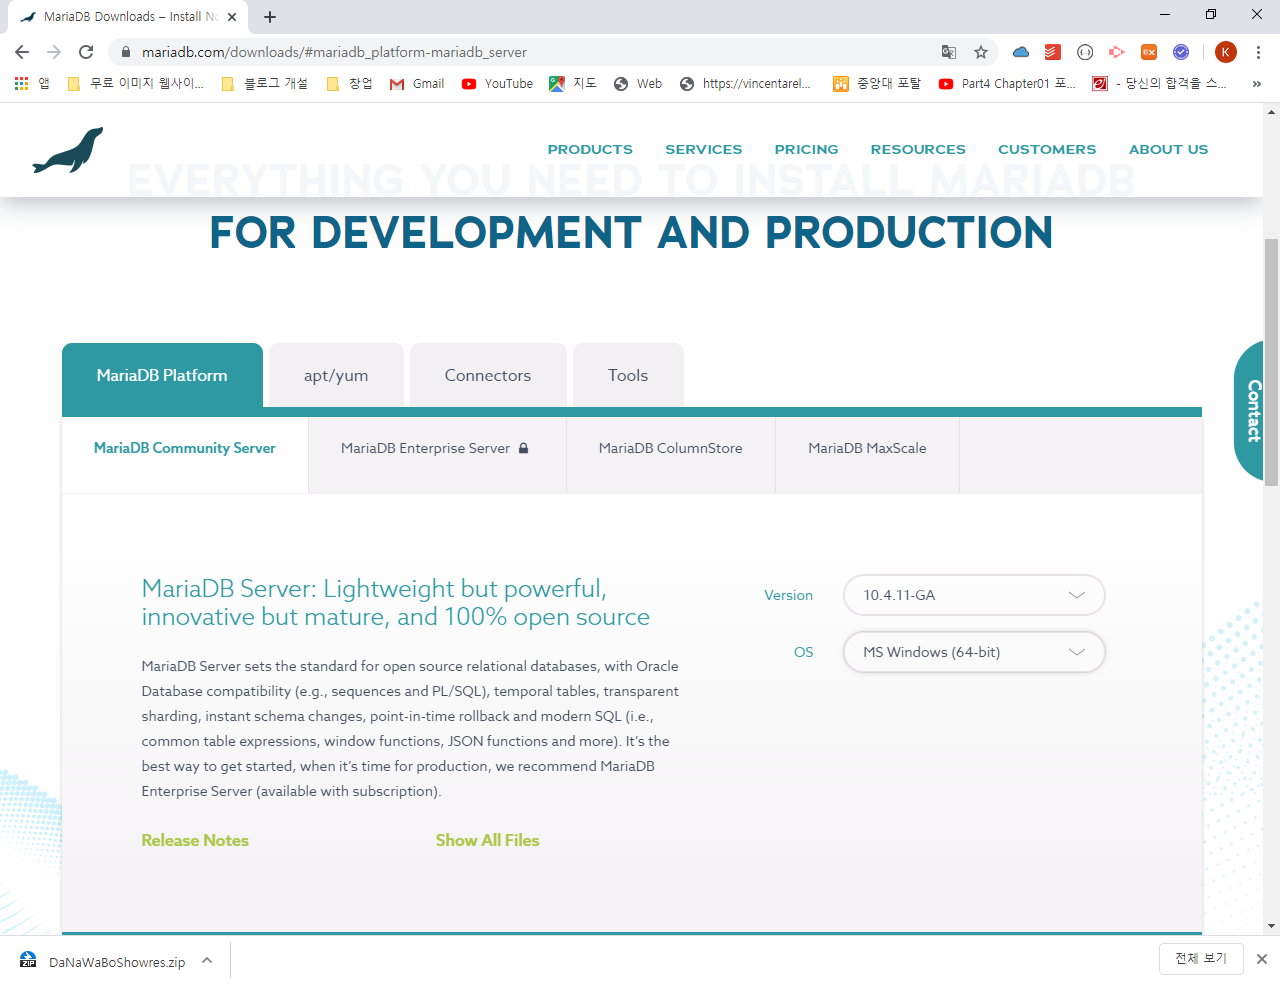 MariaDB Downloads – Install No
mariadb.com/downloads/#mariadb_platform-mariadb_server
K
앱
무료 이미지 웹사이...
블로그 개설
창업
Gmail
YouTube
지도
Web
https://vincentarel...
중앙대 포탈
Part4 Chapter01 포...
- 당신의 합격을 스...
»
PRODUCTS
SERVICES
PRICING
RESOURCES
CUSTOMERS
ABOUT US
EVERYTHING YOU NEED TO INSTALL MARIADB
FOR DEVELOPMENT AND PRODUCTION
MariaDB Platform
apt/yum
Connectors
Tools
Contact
MariaDB Community Server
MariaDB Enterprise Server
MariaDB ColumnStore
MariaDB MaxScale
MariaDB Server: Lightweight but powerful,
innovative but mature, and 100% open source
Version
10.4.11-GA
OS
MS Windows (64-bit)
MariaDB Server sets the standard for open source relational databases, with Oracle
Database compatibility (e.g., sequences and PL/SQL), temporal tables, transparent
sharding, instant schema changes, point-in-time rollback and modern SQL (i.e.,
common table expressions, window functions, JSON functions and more). It’s the
best way to get started, when it’s time for production, we recommend MariaDB
Enterprise Server (available with subscription).
Release Notes
Show All Files
ZIP
DaNaWaBoShowres.zip
전체 보기